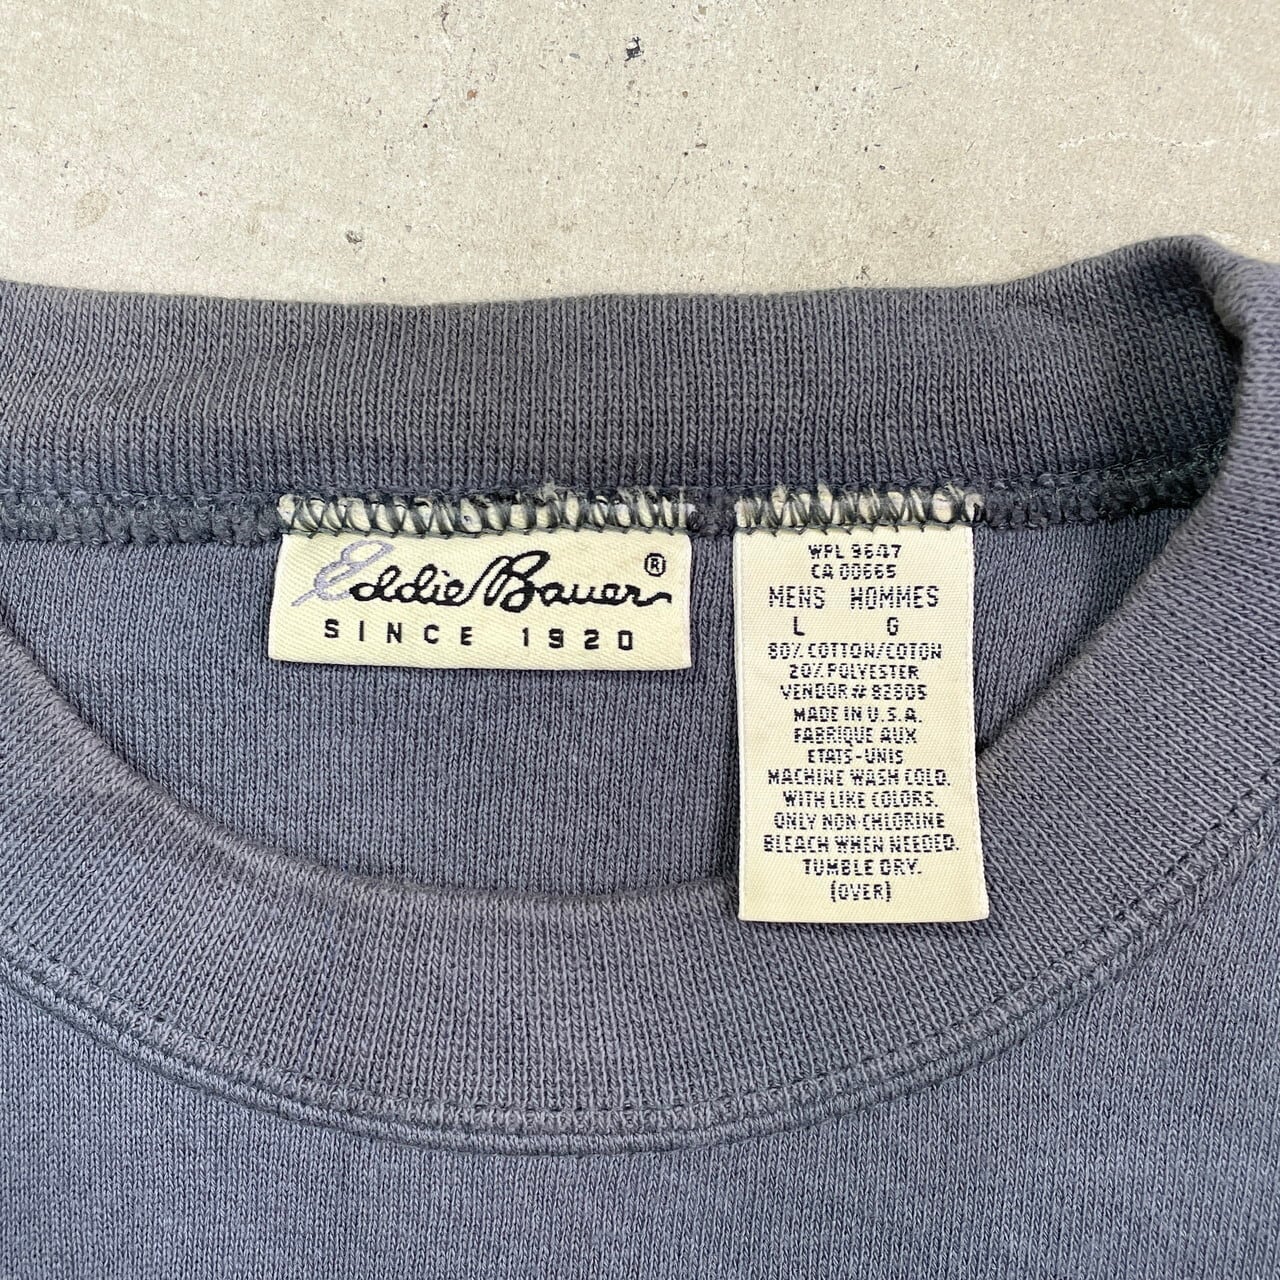 Eddie Bauer ®
SINCE 1920
WPL 9647
CA 00665
MENS HOMMES
L G
80% COTTON/COTON
20% POLYESTER
VENDOR# 92805
MADE IN U.S.A.
FABRIQUE AUX
ETATS-UNIS
MACHINE WASH COLD.
WITH LIKE COLORS.
ONLY NON-CHLORINE
BLEACH WHEN NEEDED.
TUMBLE DRY.
(OVER)